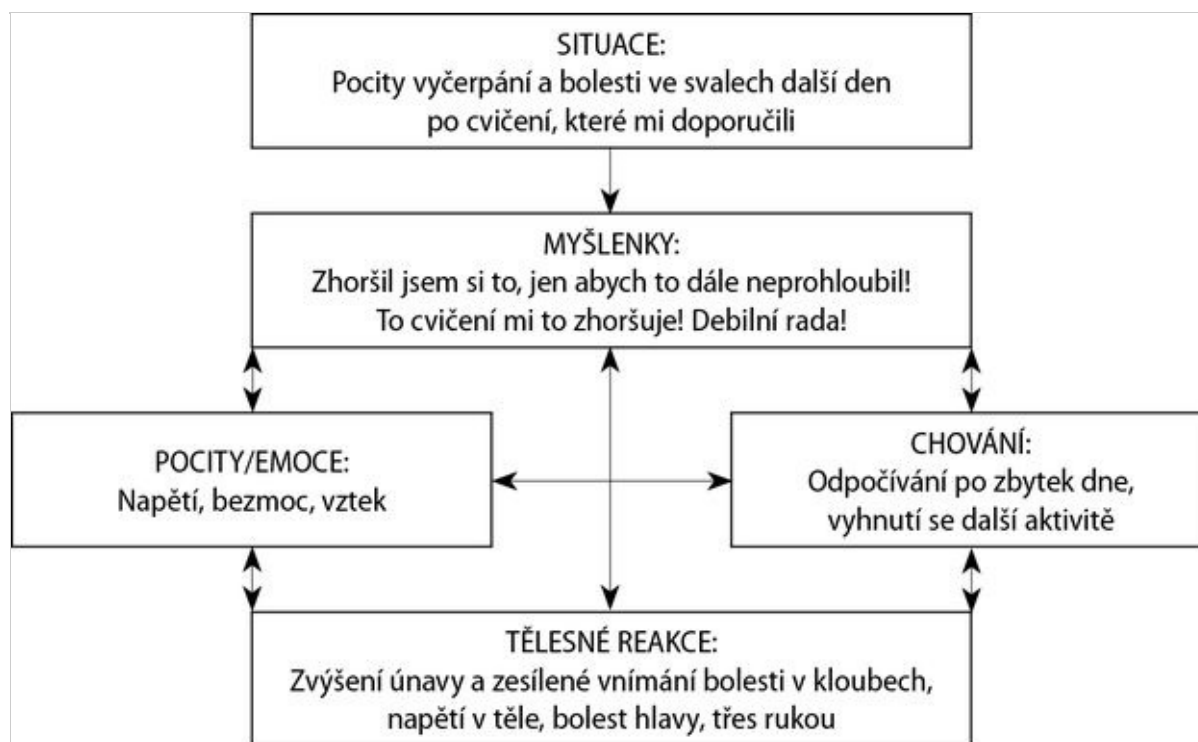 SITUACE:
Pocity vyčerpání a bolesti ve svalech další den
po cvičení, které mi doporučili
MYŠLENKY:
Zhoršil jsem si to, jen abych to dále neprohloubil!
To cvičení mi to zhoršuje! Debilní rada!
POCITY/EMOCE:
Napětí, bezmoc, vztek
CHOVÁNÍ:
Odpočívání po zbytek dne,
vyhnutí se další aktivitě
TĚLESNÉ REAKCE:
Zvýšení únavy a zesílené vnímání bolesti v kloubech,
napětí v těle, bolest hlavy, třes rukou